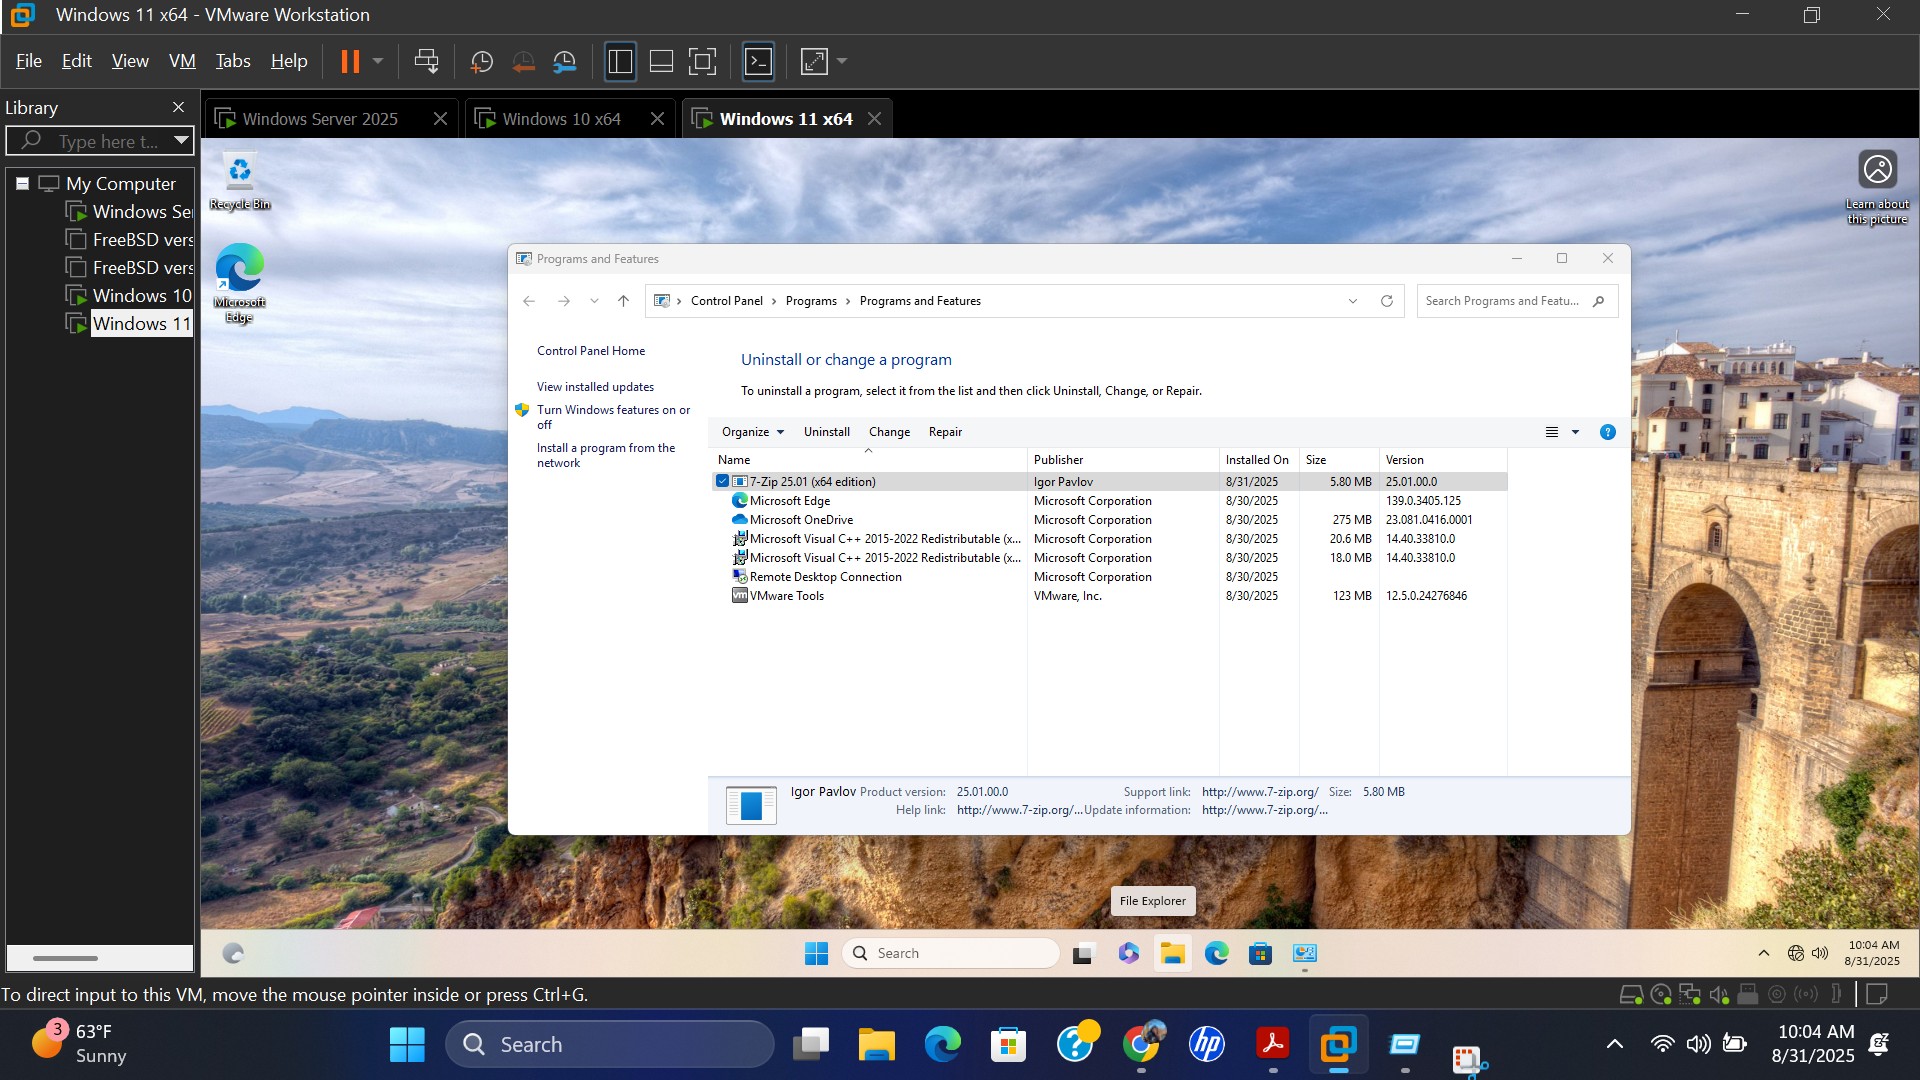 Windows 11 x64 - VMware Workstation
File Edit View VM Tabs Help
Library
Type here t...
My Computer
Windows Se
FreeBSD vers
FreeBSD vers
Windows 10
Windows 11
Windows Server 2025
Windows 10 x64
Windows 11 x64
Recycle Bin
Microsoft
Edge
Learn about
this picture
Programs and Features
Control Panel > Programs > Programs and Features
Search Programs and Featu...
Control Panel Home
View installed updates
Turn Windows features on or
off
Install a program from the
network
Uninstall or change a program
To uninstall a program, select it from the list and then click Uninstall, Change, or Repair.
Organize Uninstall Change Repair
Name Publisher Installed On Size Version
7-Zip 25.01 (x64 edition) Igor Pavlov 8/31/2025 5.80 MB 25.01.00.0
Microsoft Edge Microsoft Corporation 8/30/2025 139.0.3405.125
Microsoft OneDrive Microsoft Corporation 8/30/2025 275 MB 23.081.0416.0001
Microsoft Visual C++ 2015-2022 Redistributable (x... Microsoft Corporation 8/30/2025 20.6 MB 14.40.33810.0
Microsoft Visual C++ 2015-2022 Redistributable (x... Microsoft Corporation 8/30/2025 18.0 MB 14.40.33810.0
Remote Desktop Connection Microsoft Corporation 8/30/2025
VMware Tools VMware, Inc. 8/30/2025 123 MB 12.5.0.24276846
Igor Pavlov Product version: 25.01.00.0 Support link: http://www.7-zip.org/ Size: 5.80 MB
Help link: http://www.7-zip.org/... Update information: http://www.7-zip.org/...
File Explorer
Search
10:04 AM
8/31/2025
To direct input to this VM, move the mouse pointer inside or press Ctrl+G.
3
63°F
Sunny
Search
hp
10:04 AM
8/31/2025